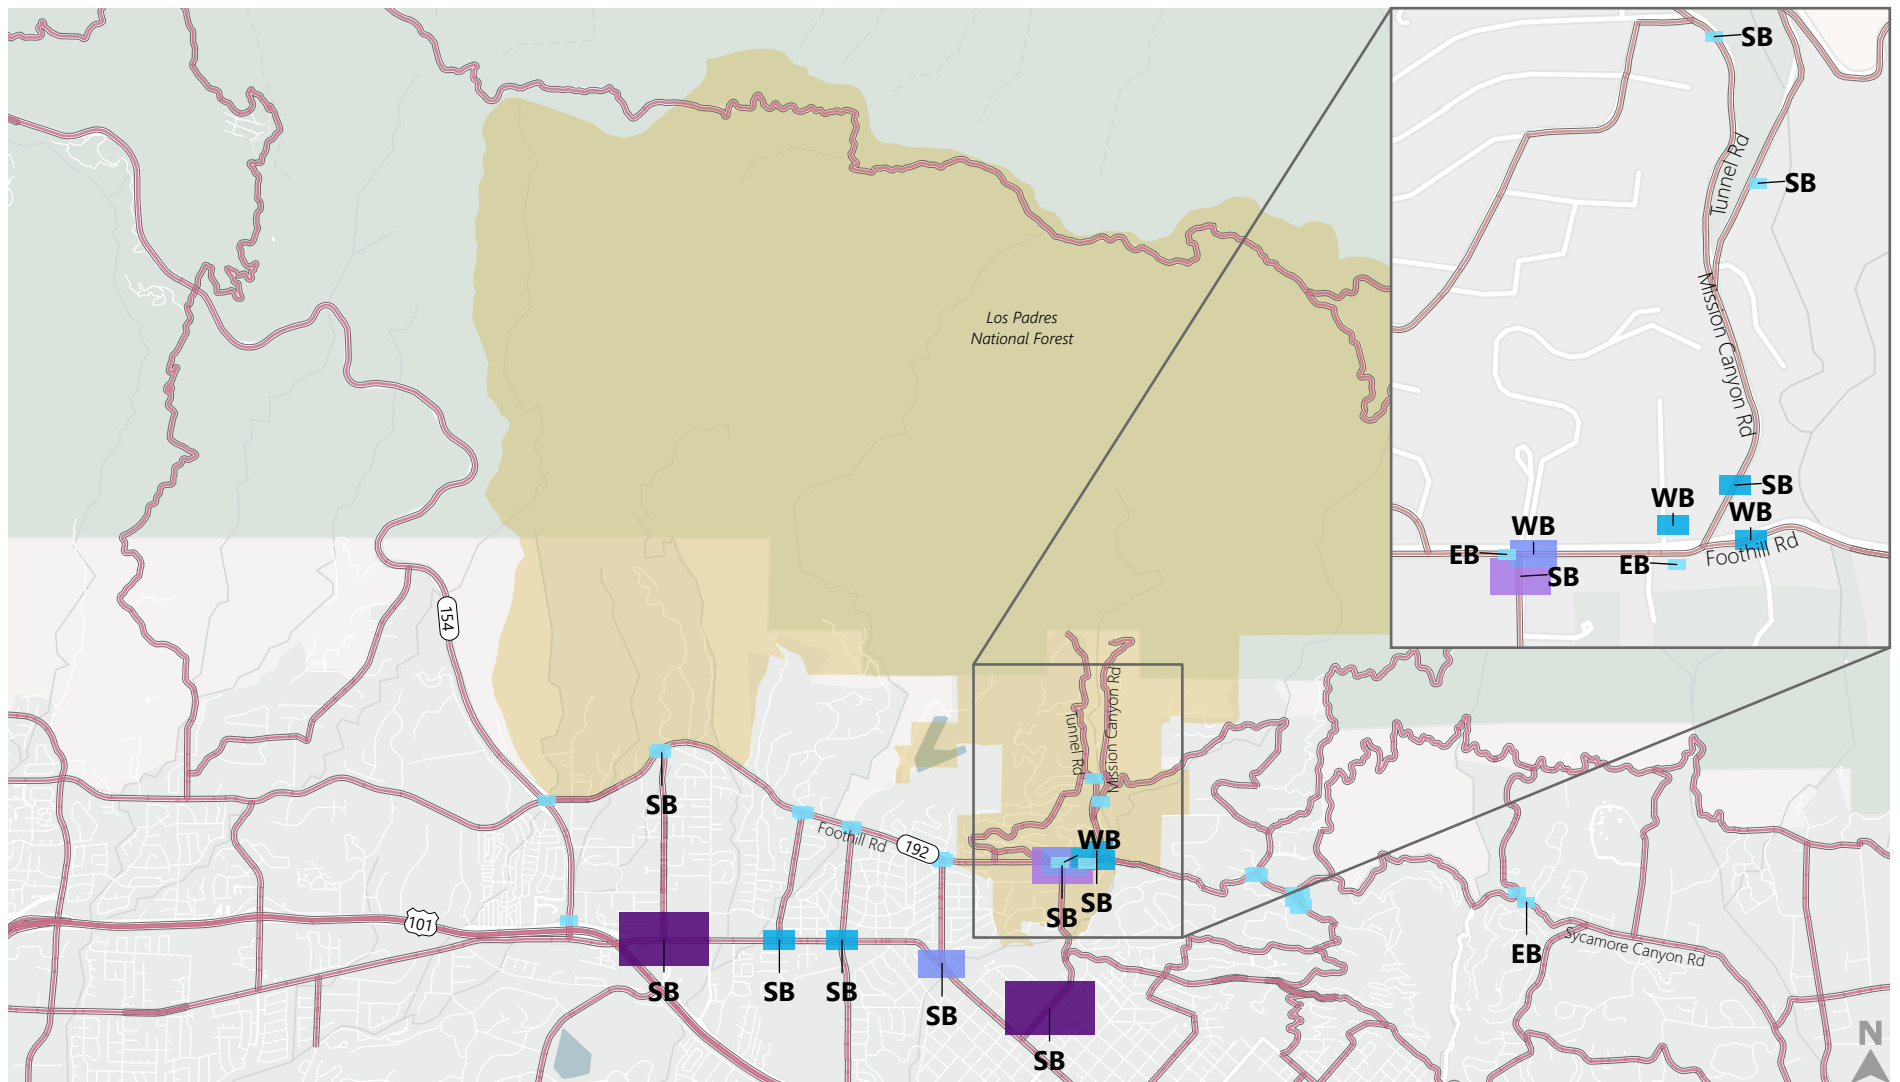 SB
Tunnel Rd
SB
Mission Canyon Rd
Los Padres
National Forest
SB
WB
WB
WB
EB
EB
Foothill Rd
SB
154
Tunnel Rd
Mission Canyon Rd
SB
Foothill Rd
192
WB
SB
SB
101
EB
Sycamore Canyon Rd
SB
SB
SB
SB
SB
N